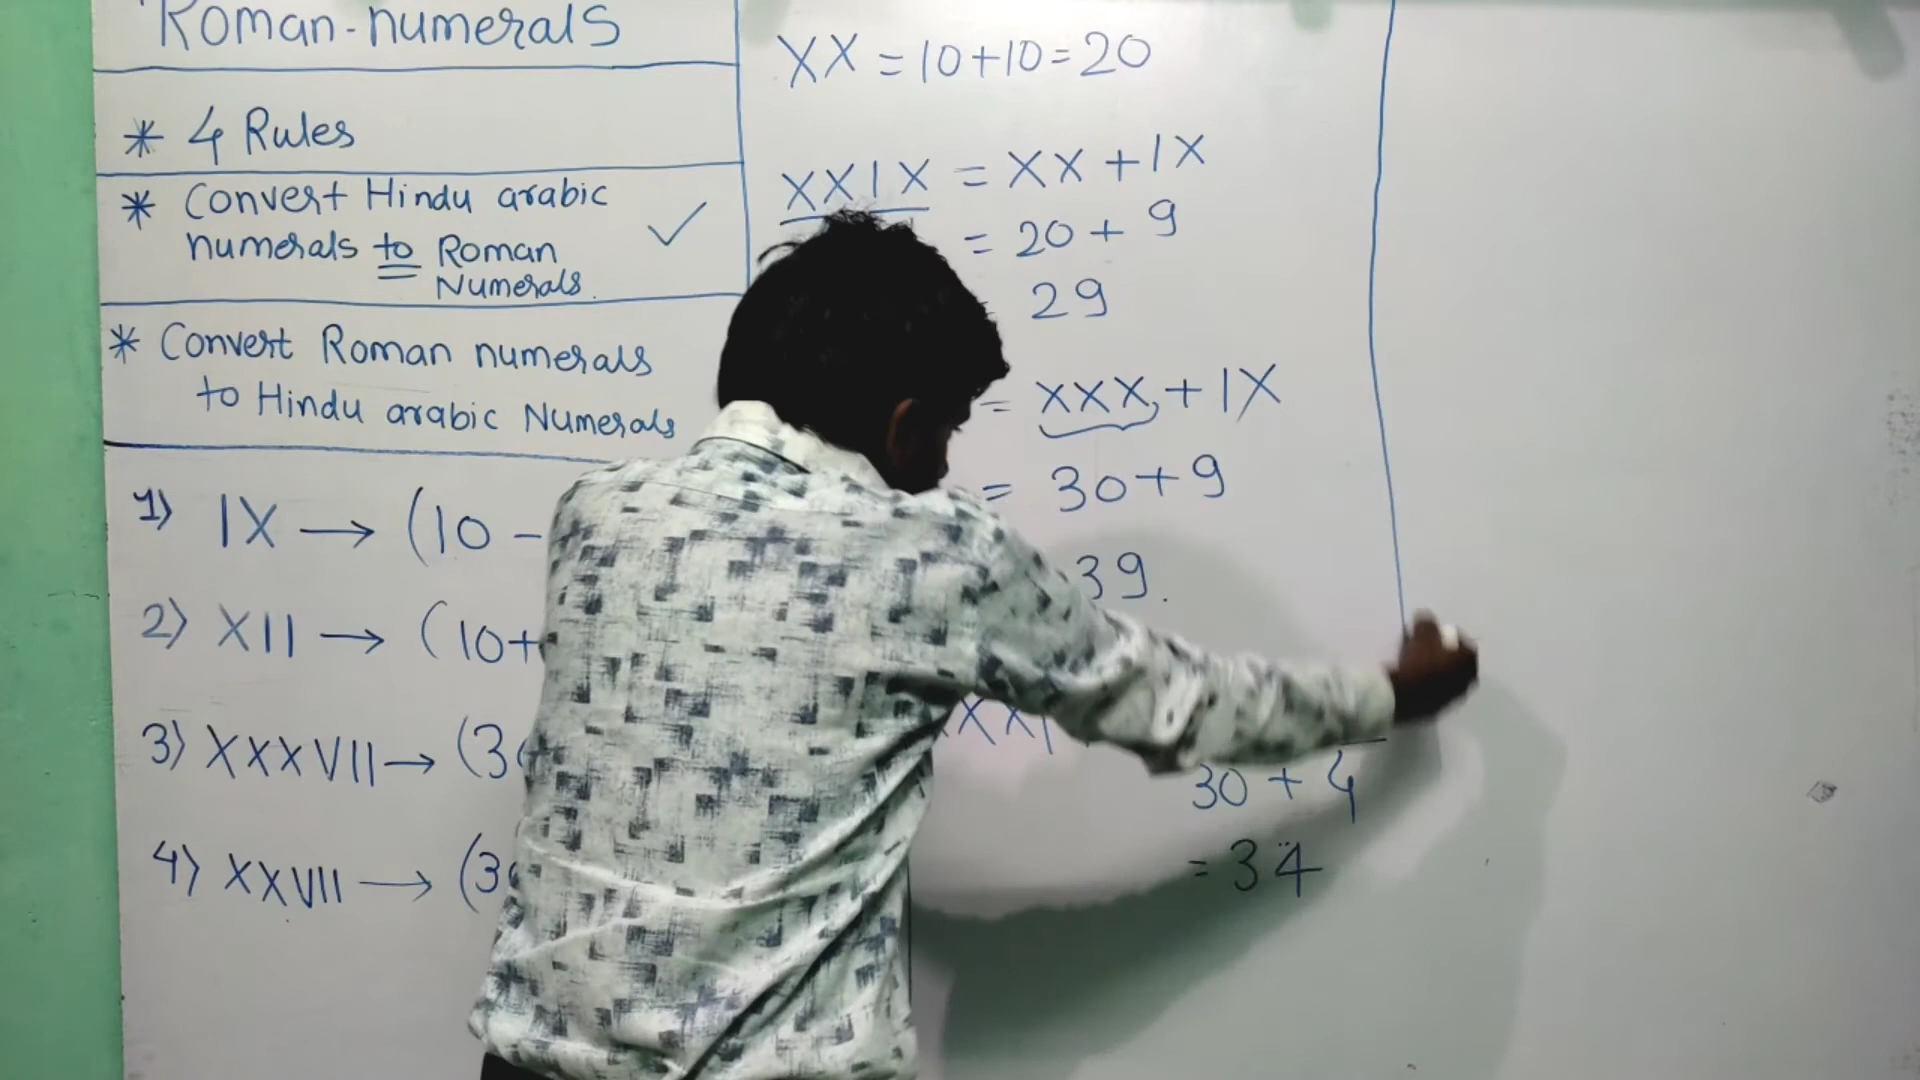 Roman-numerals
* 4 Rules
* Convert Hindu arabic
numerals to Roman
Numerals.
* Convert Roman numerals
to Hindu arabic Numerals
1) IX → (10 -
2) XII → (10+
3) XXXVII → (3
4) XXVII → (3
XX = 10+10=20
XXIX = XX + IX
= 20 + 9
29
= XXX + IX
= 30+9
39.
XX
30 + 4
= 34